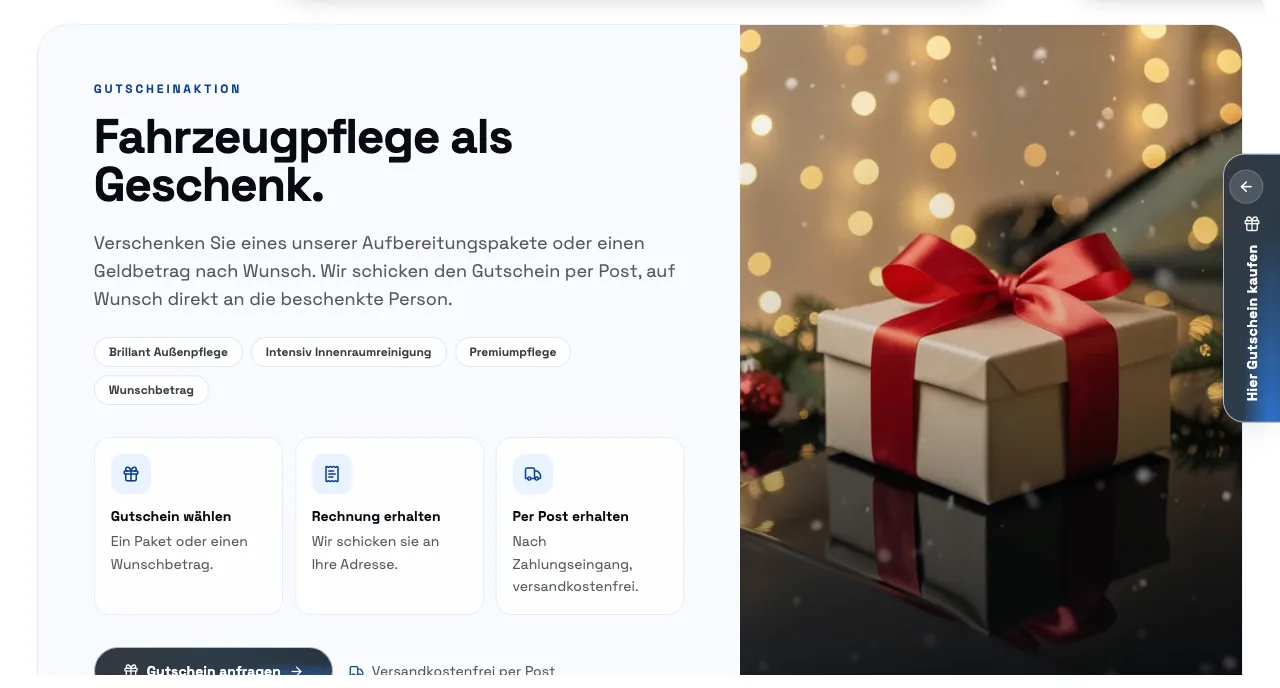 GUTSCHEINAKTION
Fahrzeugpflege als
Geschenk.
Verschenken Sie eines unserer Aufbereitungspakete oder einen
Geldbetrag nach Wunsch. Wir schicken den Gutschein per Post, auf
Wunsch direkt an die beschenkte Person.
Brillant Außenpflege
Intensiv Innenraumreinigung
Premiumpflege
Wunschbetrag
Gutschein wählen
Ein Paket oder einen
Wunschbetrag.
Rechnung erhalten
Wir schicken sie an
Ihre Adresse.
Per Post erhalten
Nach
Zahlungseingang,
versandkostenfrei.
Gutschein anfragen
Versandkostenfrei per Post
Hier Gutschein kaufen